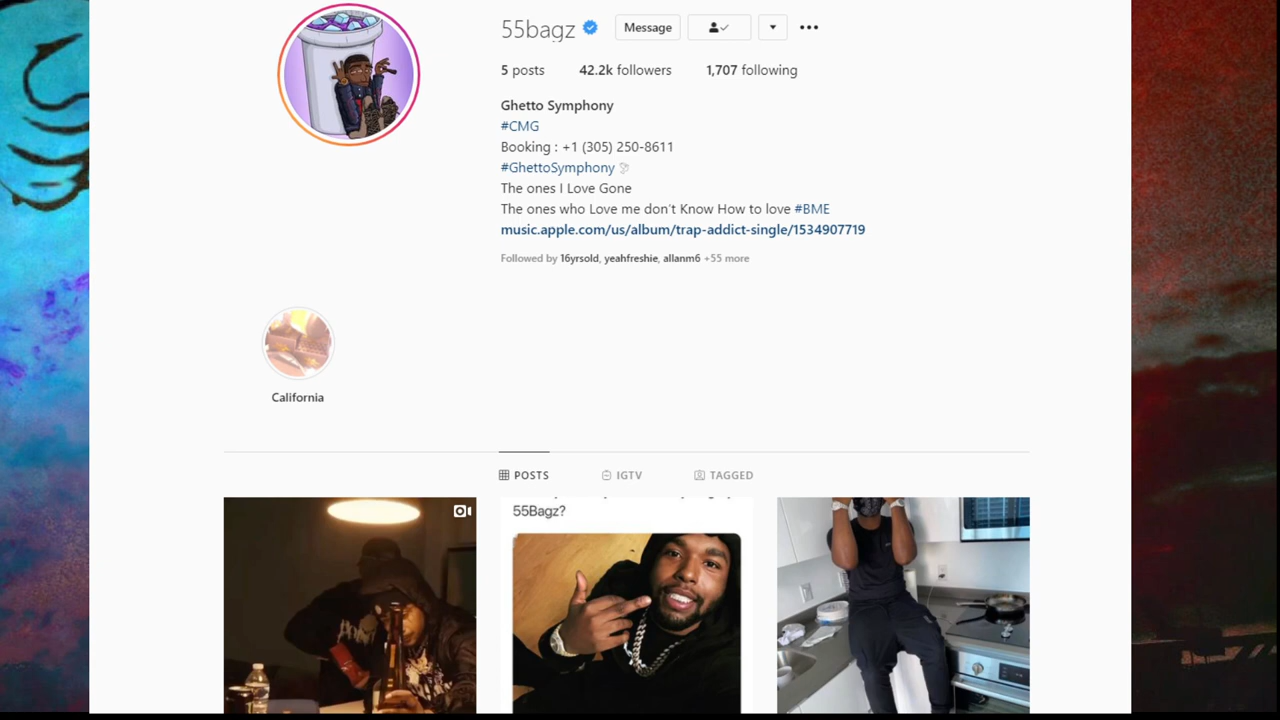 55bagz
Message
5 posts 42.2k followers 1,707 following
Ghetto Symphony
#CMG
Booking : +1 (305) 250-8611
#GhettoSymphony 🕊
The ones I Love Gone
The ones who Love me don't Know How to love #BME
music.apple.com/us/album/trap-addict-single/1534907719
Followed by 16yrsold, yeahfreshie, allanm6 +55 more
California
POSTS IGTV TAGGED
55Bagz?